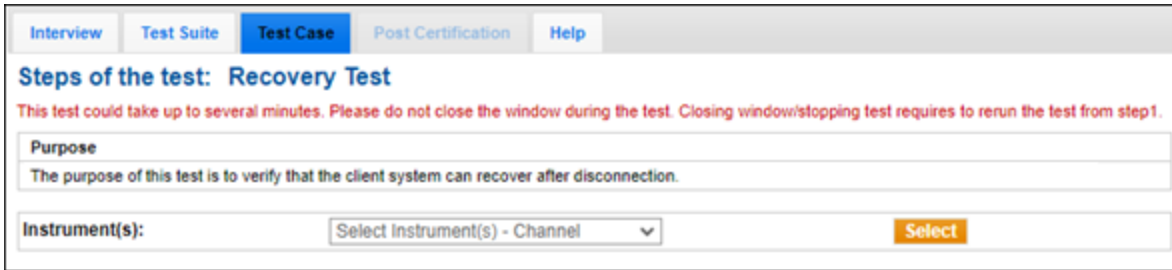 Interview Test Suite Test Case Post Certification Help
Steps of the test: Recovery Test
This test could take up to several minutes. Please do not close the window during the test. Closing window/stopping test requires to rerun the test from step1.
Purpose
The purpose of this test is to verify that the client system can recover after disconnection.
Instrument(s): Select Instrument(s) - Channel Select